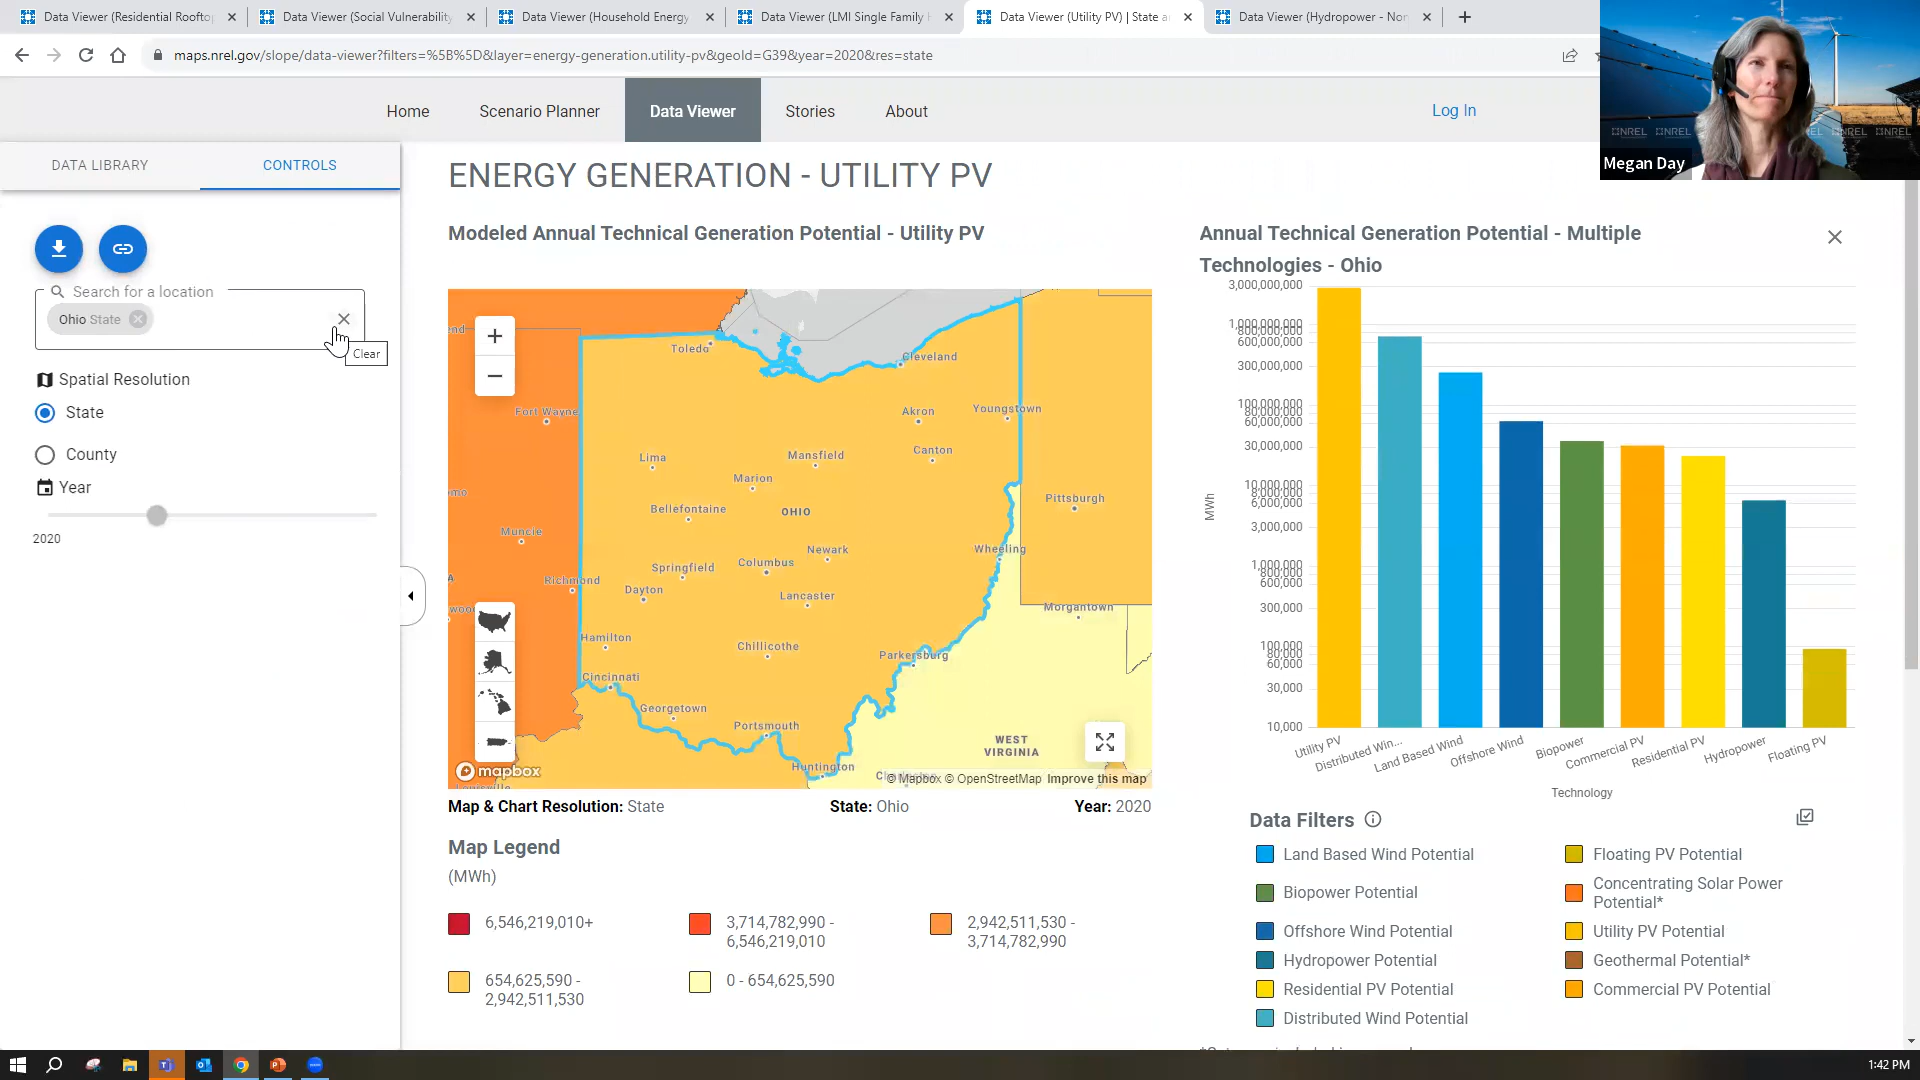 Data Viewer (Residential Roofto
Data Viewer (Social Vulnerability
Data Viewer (Household Energy
Data Viewer (LMI Single Family H
Data Viewer (Utility PV) | State a
Data Viewer (Hydropower - Non
maps.nrel.gov/slope/data-viewer?filters=%5B%5D&layer=energy-generation.utility-pv&geoId=G39&year=2020&res=state
Home
Scenario Planner
Data Viewer
Stories
About
Log In
NREL NREL NREL NREL
Megan Day
DATA LIBRARY
CONTROLS
Search for a location
Ohio State
Clear
Spatial Resolution
State
County
Year
2020
ENERGY GENERATION - UTILITY PV
Modeled Annual Technical Generation Potential - Utility PV
Toledo
Cleveland
Fort Wayne
Akron
Youngstown
Lima
Mansfield
Canton
Marion
Pittsburgh
Bellefontaine
OHIO
Muncie
Newark
Wheeling
Columbus
Springfield
Richmond
Dayton
Lancaster
Morgantown
Hamilton
Chillicothe
Parkersburg
Cincinnati
Georgetown
Portsmouth
WEST
VIRGINIA
Huntington
mapbox
© Mapbox © OpenStreetMap Improve this map
Map & Chart Resolution: State
State: Ohio
Year: 2020
Map Legend
(MWh)
6,546,219,010+
3,714,782,990 -
6,546,219,010
2,942,511,530 -
3,714,782,990
654,625,590 -
2,942,511,530
0 - 654,625,590
Annual Technical Generation Potential - Multiple
Technologies - Ohio
3,000,000,000
1,000,000,000
800,000,000
600,000,000
300,000,000
100,000,000
80,000,000
60,000,000
30,000,000
10,000,000
8,000,000
6,000,000
3,000,000
1,000,000
800,000
600,000
300,000
100,000
80,000
60,000
30,000
10,000
MWh
Utility PV
Distributed Win...
Land Based Wind
Offshore Wind
Biopower
Commercial PV
Residential PV
Hydropower
Floating PV
Technology
Data Filters
Land Based Wind Potential
Biopower Potential
Offshore Wind Potential
Hydropower Potential
Residential PV Potential
Distributed Wind Potential
Floating PV Potential
Concentrating Solar Power
Potential*
Utility PV Potential
Geothermal Potential*
Commercial PV Potential
1:42 PM